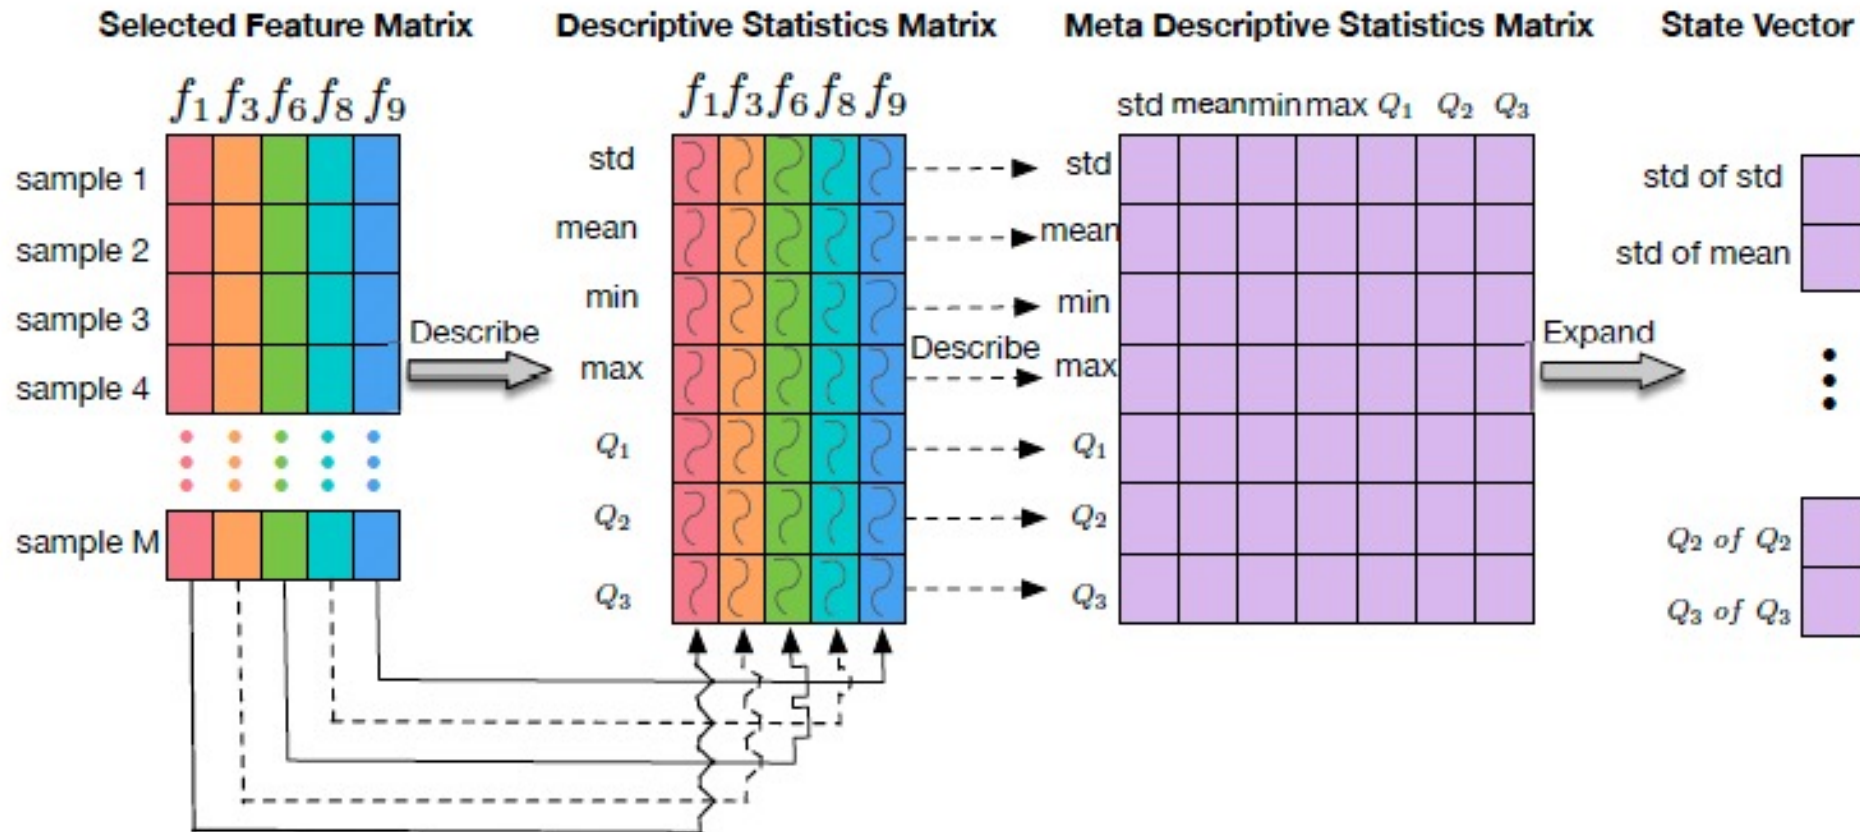 Selected Feature Matrix
Descriptive Statistics Matrix
Meta Descriptive Statistics Matrix
State Vector
f1 f3 f6 f8 f9
f1 f3 f6 f8 f9
std mean min max Q1 Q2 Q3
sample 1
sample 2
sample 3
sample 4
sample M
Describe
std
mean
min
max
Q1
Q2
Q3
Describe
std
mean
min
max
Q1
Q2
Q3
Expand
std of std
std of mean
Q2 of Q2
Q3 of Q3